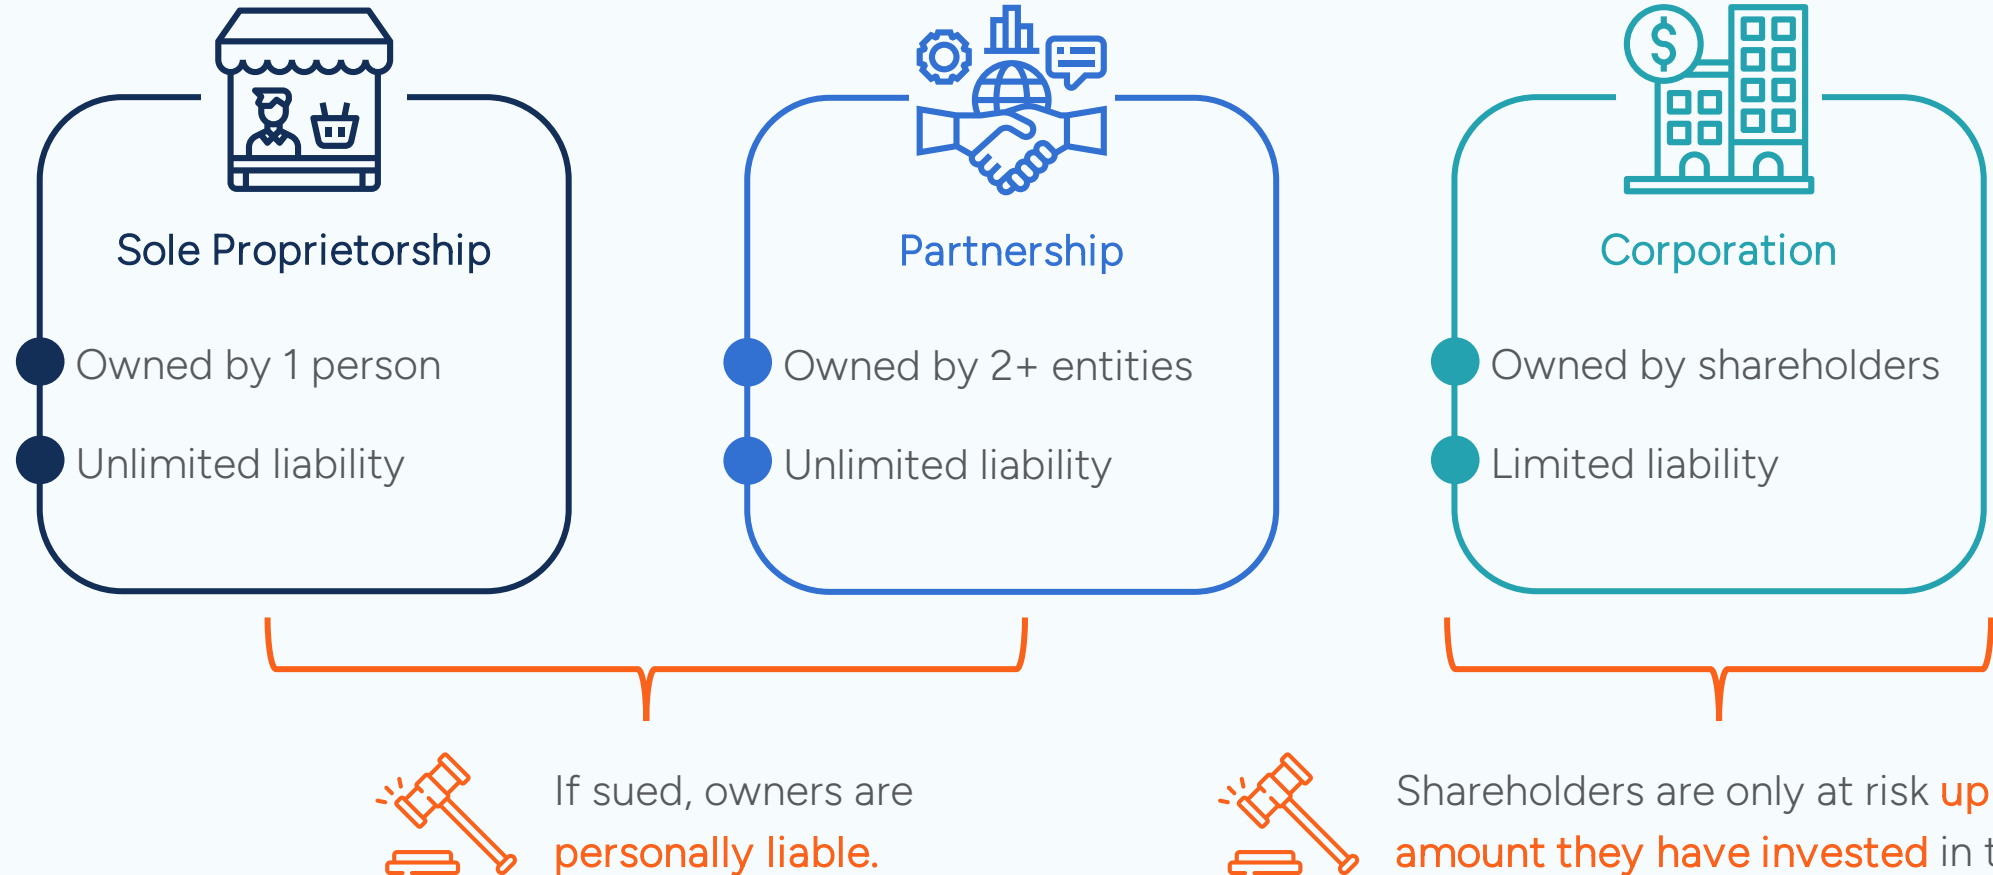 Sole Proprietorship
Owned by 1 person
Unlimited liability
Partnership
Owned by 2+ entities
Unlimited liability
Corporation
Owned by shareholders
Limited liability
If sued, owners are
personally liable.
Shareholders are only at risk up
amount they have invested in